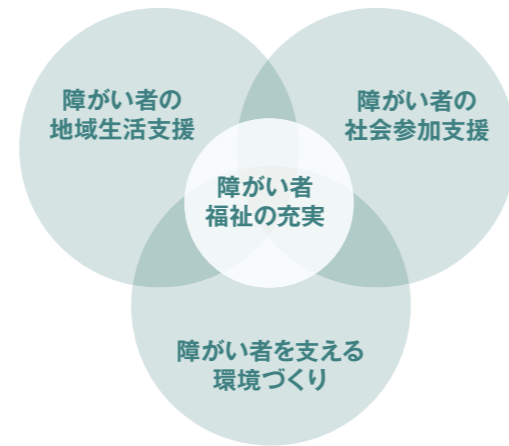 障がい者の
地域生活支援
障がい者の
社会参加支援
障がい者
福祉の充実
障がい者を支える
環境づくり